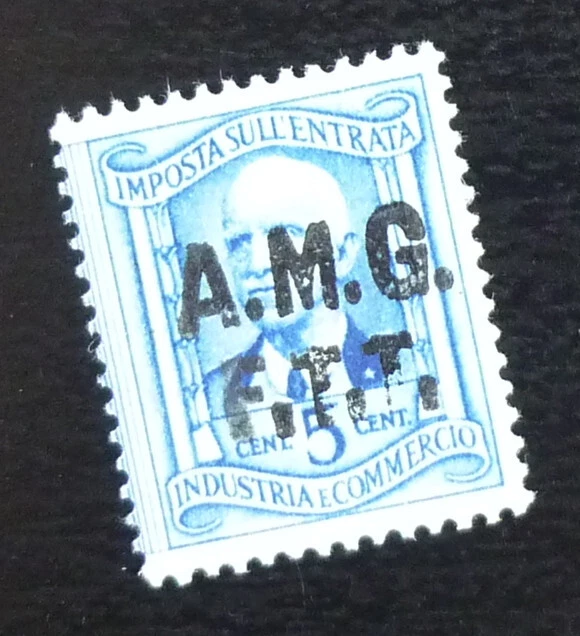 IMPOSTA SULL'ENTRATA
A.M.G.
F.T.T.
CENT. 5 CENT.
INDUSTRIA E COMMERCIO